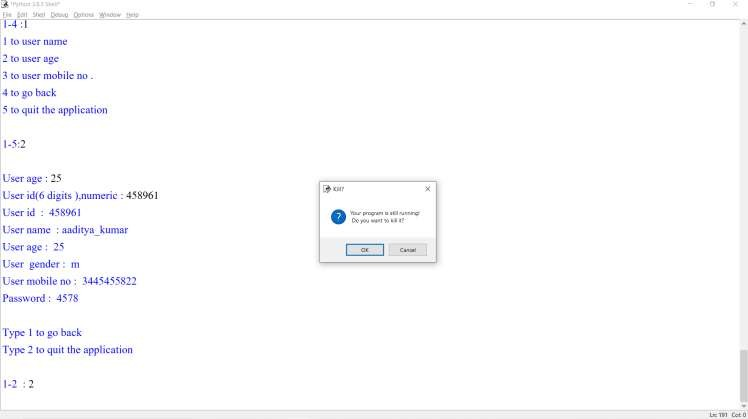 *Python 3.8.3 Shell*
File Edit Shell Debug Options Window Help
1-4 :1
1 to user name
2 to user age
3 to user mobile no .
4 to go back
5 to quit the application
1-5:2
User age : 25
User id(6 digits ),numeric : 458961
User id : 458961
User name : aaditya_kumar
User age : 25
User gender : m
User mobile no : 3445455822
Password : 4578
Type 1 to go back
Type 2 to quit the application
1-2 : 2
Kill?
Your program is still running!
Do you want to kill it?
OK Cancel
Ln: 191 Col: 0